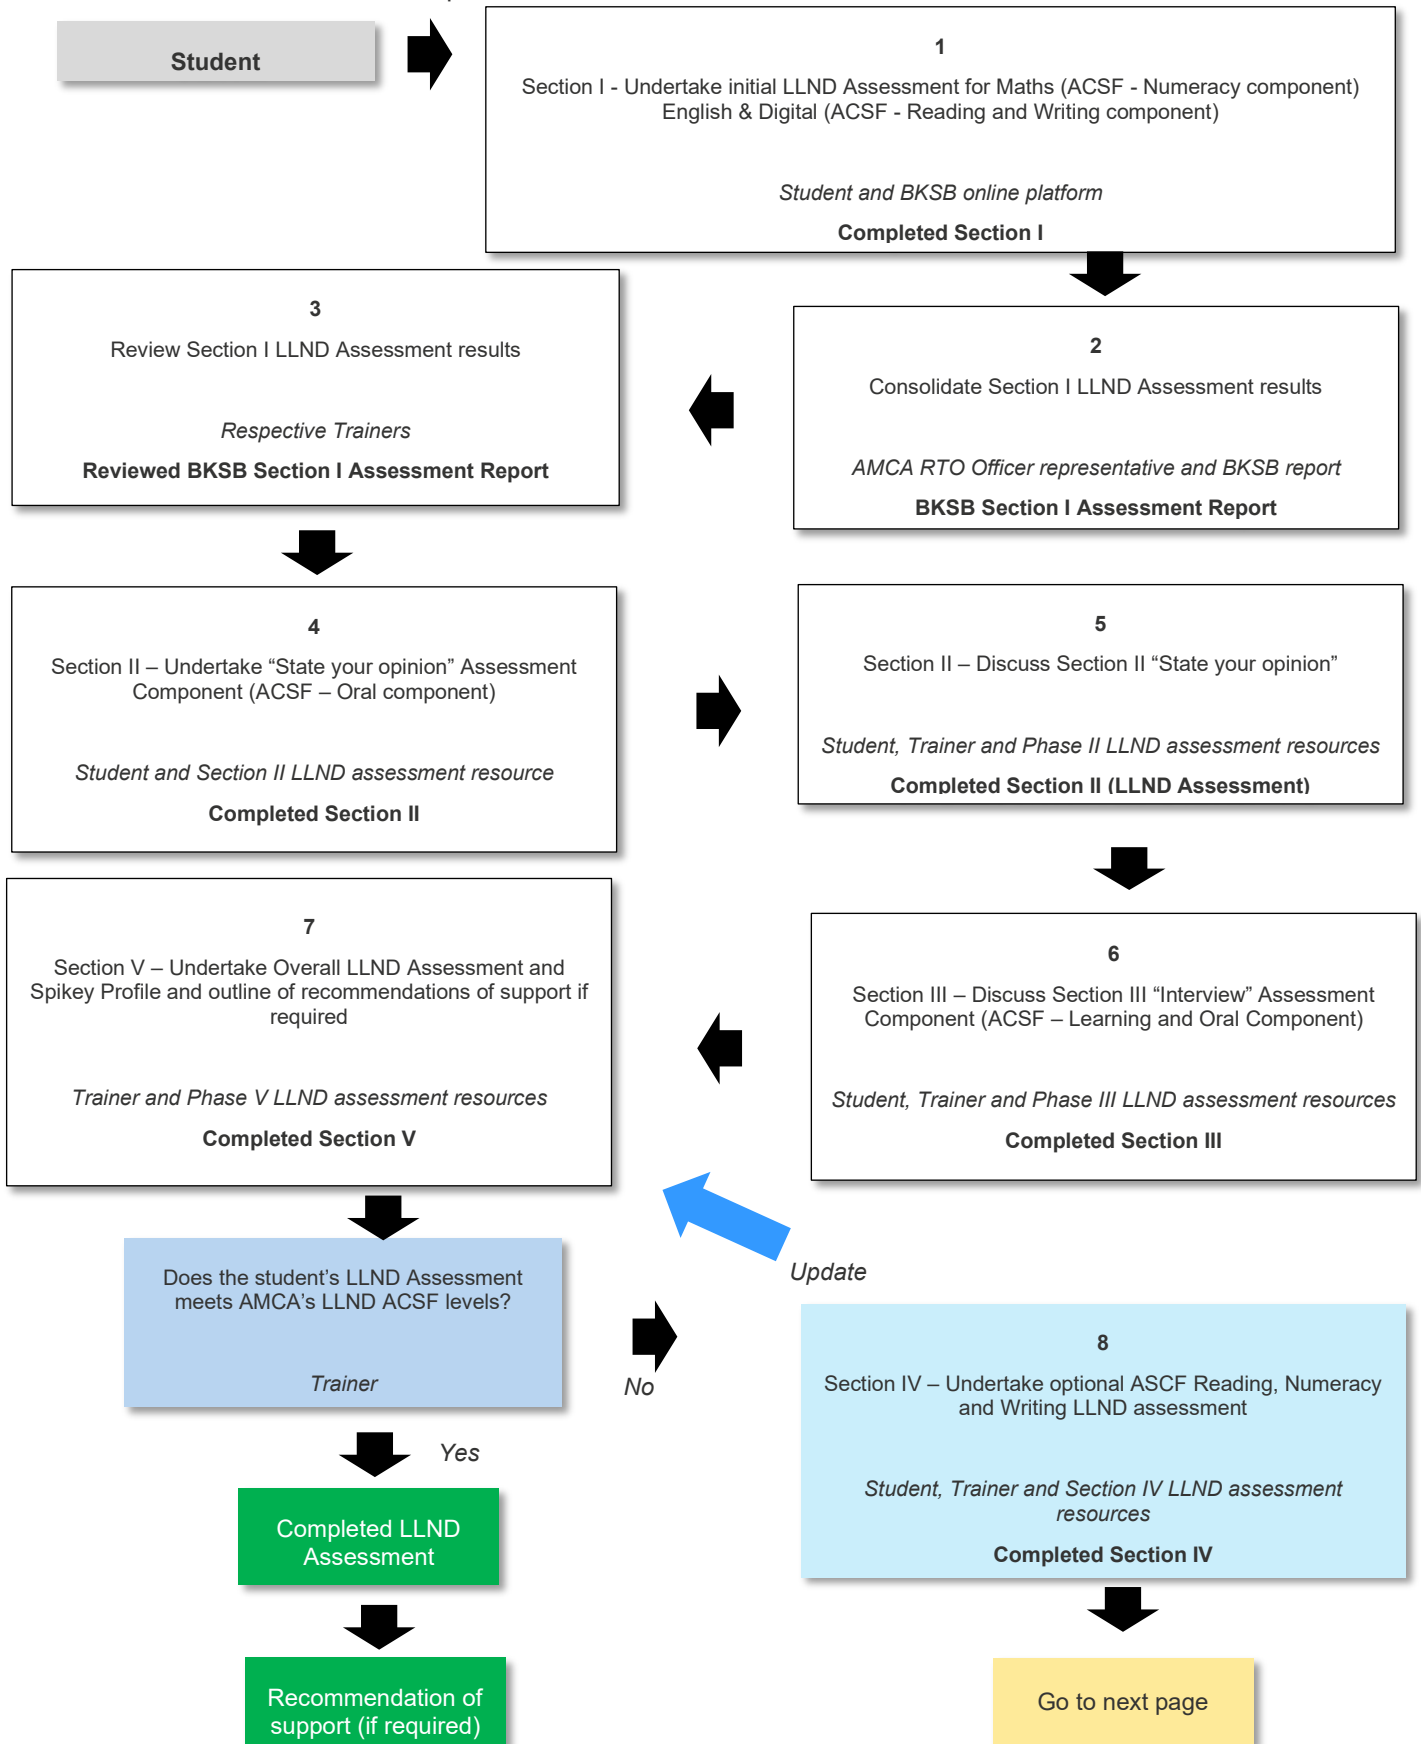 Student
1
Section I - Undertake initial LLND Assessment for Maths (ACSF - Numeracy component)
English & Digital (ACSF - Reading and Writing component)
Student and BKSB online platform
Completed Section I
2
Consolidate Section I LLND Assessment results
AMCA RTO Officer representative and BKSB report
BKSB Section I Assessment Report
3
Review Section I LLND Assessment results
Respective Trainers
Reviewed BKSB Section I Assessment Report
4
Section II – Undertake “State your opinion” Assessment
Component (ACSF – Oral component)
Student and Section II LLND assessment resource
Completed Section II
5
Section II – Discuss Section II “State your opinion”
Student, Trainer and Phase II LLND assessment resources
Completed Section II (LLND Assessment)
6
Section III – Discuss Section III “Interview” Assessment
Component (ACSF – Learning and Oral Component)
Student, Trainer and Phase III LLND assessment resources
Completed Section III
7
Section V – Undertake Overall LLND Assessment and
Spikey Profile and outline of recommendations of support if
required
Trainer and Phase V LLND assessment resources
Completed Section V
Does the student’s LLND Assessment
meets AMCA’s LLND ACSF levels?
Trainer
No
Update
8
Section IV – Undertake optional ASCF Reading, Numeracy
and Writing LLND assessment
Student, Trainer and Section IV LLND assessment
resources
Completed Section IV
Yes
Completed LLND
Assessment
Recommendation of
support (if required)
Go to next page